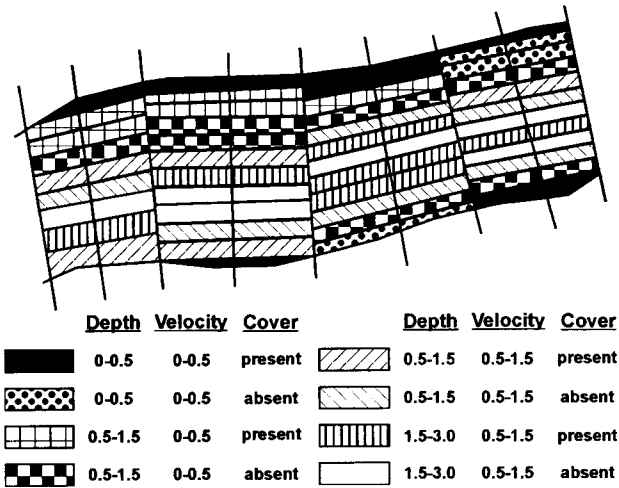 Depth Velocity Cover Depth Velocity Cover
0-0.5 0-0.5 present 0.5-1.5 0.5-1.5 present
0-0.5 0-0.5 absent 0.5-1.5 0.5-1.5 absent
0.5-1.5 0-0.5 present 1.5-3.0 0.5-1.5 present
0.5-1.5 0-0.5 absent 1.5-3.0 0.5-1.5 absent